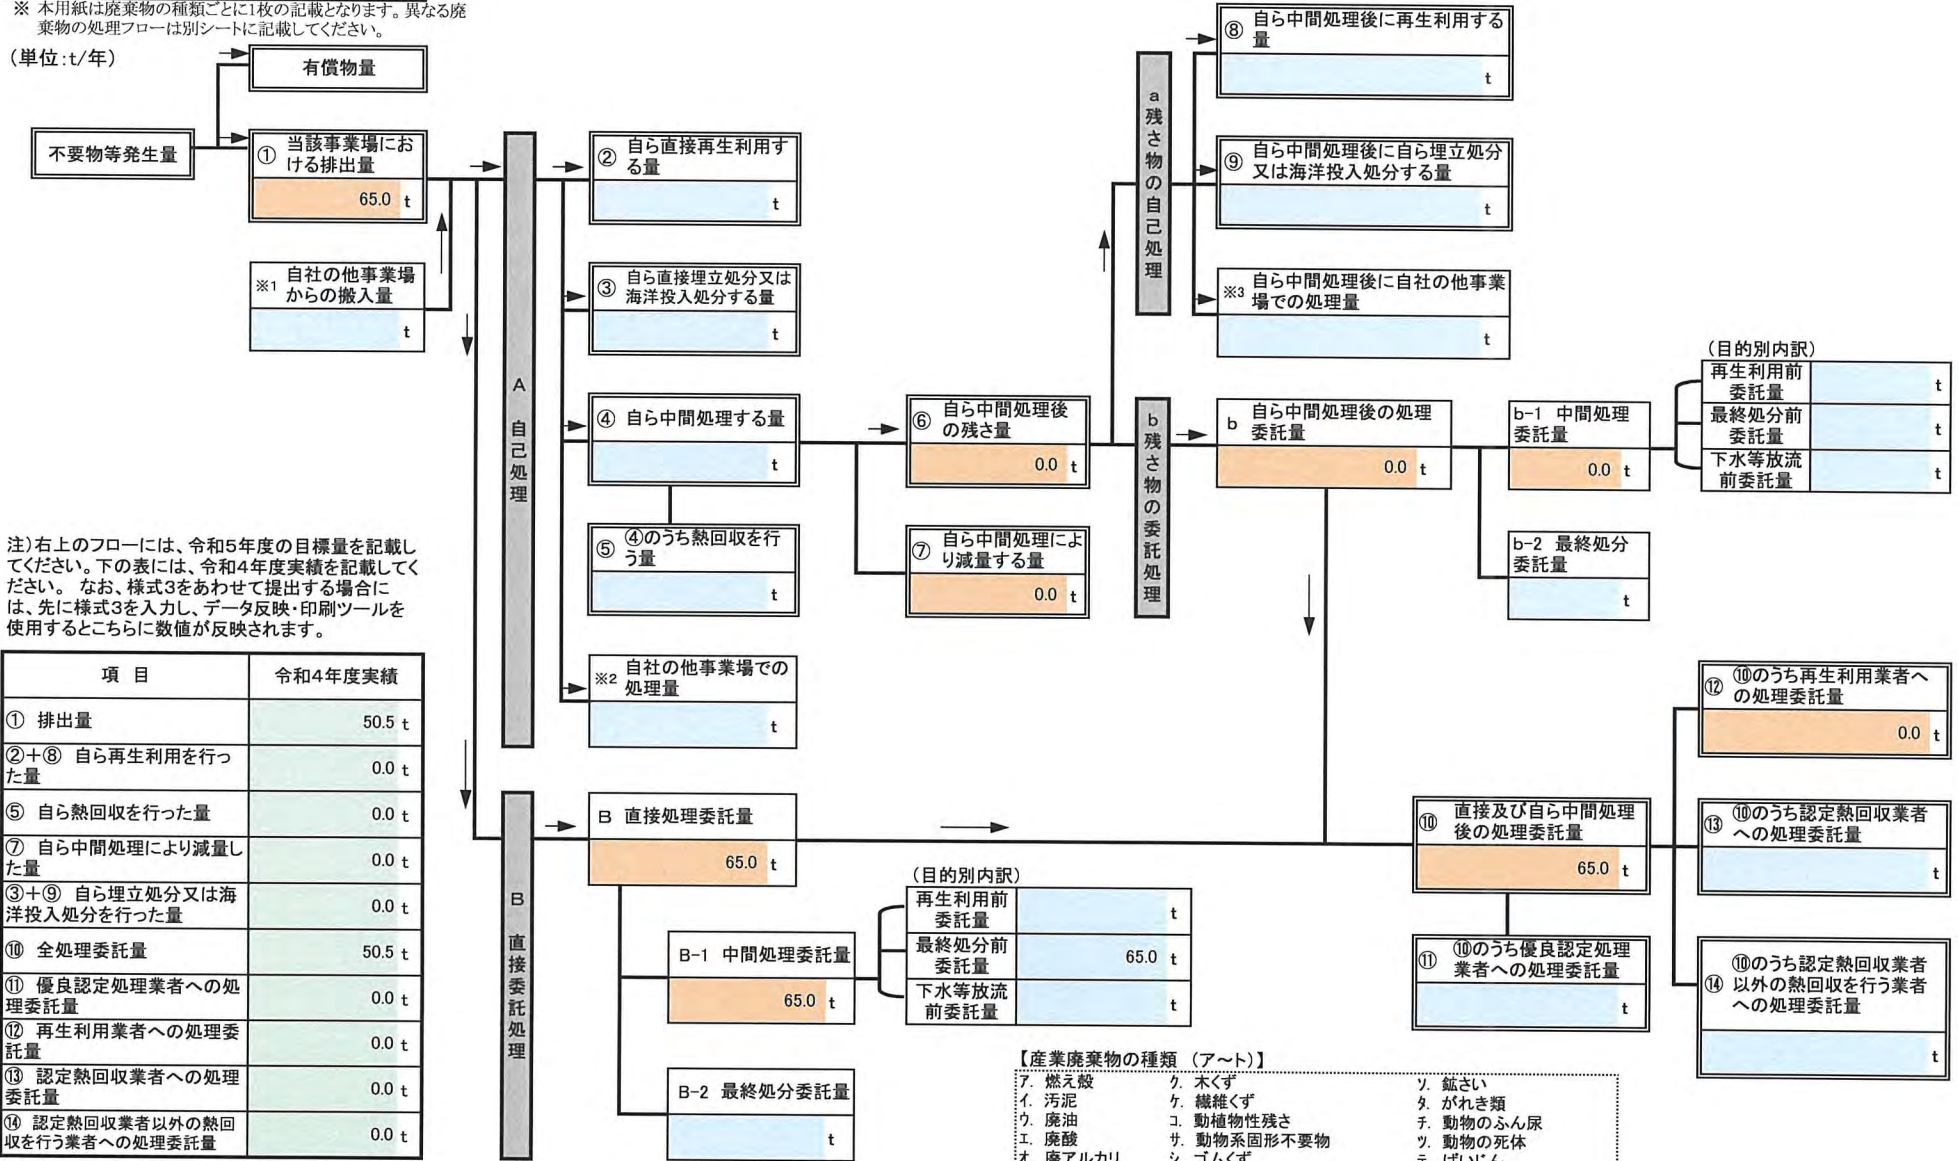 ※ 本用紙は廃棄物の種類ごとに1枚の記載となります。異なる廃
棄物の処理フローは別シートに記載してください。
(単位:t/年)
有償物量
不要物等発生量
① 当該事業場にお
ける排出量
65.0 t
※1 自社の他事業場
からの搬入量
t
A 自己処理
② 自ら直接再生利用す
る量
t
③ 自ら直接埋立処分又は
海洋投入処分する量
t
④ 自ら中間処理する量
t
⑤ ④のうち熱回収を行
う量
t
※2 自社の他事業場での
処理量
t
⑥ 自ら中間処理後
の残さ量
0.0 t
⑦ 自ら中間処理によ
り減量する量
0.0 t
a 残さ物の自己処理
⑧ 自ら中間処理後に再生利用する
量
t
⑨ 自ら中間処理後に自ら埋立処分
又は海洋投入処分する量
t
※3 自ら中間処理後に自社の他事業
場での処理量
t
b 残さ物の委託処理
b 自ら中間処理後の処理
委託量
0.0 t
b-1 中間処理
委託量
0.0 t
(目的別内訳)
再生利用前
委託量
t
最終処分前
委託量
t
下水等放流
前委託量
t
b-2 最終処分
委託量
t
注)右上のフローには、令和5年度の目標量を記載し
てください。下の表には、令和4年度実績を記載してく
ださい。 なお、様式3をあわせて提出する場合に
は、先に様式3を入力し、データ反映・印刷ツールを
使用するとこちらに数値が反映されます。
項 目 令和4年度実績
① 排出量 50.5 t
②+⑧ 自ら再生利用を行っ
た量 0.0 t
⑤ 自ら熱回収を行った量 0.0 t
⑦ 自ら中間処理により減量し
た量 0.0 t
③+⑨ 自ら埋立処分又は海
洋投入処分を行った量 0.0 t
⑩ 全処理委託量 50.5 t
⑪ 優良認定処理業者への処
理委託量 0.0 t
⑫ 再生利用業者への処理委
託量 0.0 t
⑬ 認定熱回収業者への処理
委託量 0.0 t
⑭ 認定熱回収業者以外の熱回
収を行う業者への処理委託量 0.0 t
B 直接委託処理
B 直接処理委託量
65.0 t
B-1 中間処理委託量
65.0 t
(目的別内訳)
再生利用前
委託量
t
最終処分前
委託量
65.0 t
下水等放流
前委託量
t
B-2 最終処分委託量
t
⑩ 直接及び自ら中間処理
後の処理委託量
65.0 t
⑪ ⑩のうち優良認定処理
業者への処理委託量
t
⑫ ⑩のうち再生利用業者へ
の処理委託量
0.0 t
⑬ ⑩のうち認定熱回収業者
への処理委託量
t
⑭ ⑩のうち認定熱回収業者
以外の熱回収を行う業者
への処理委託量
t
【産業廃棄物の種類 (ア~ト)】
ア. 燃え殻 ク. 木くず ソ. 鉱さい
イ. 汚泥 ケ. 繊維くず タ. がれき類
ウ. 廃油 コ. 動植物性残さ チ. 動物のふん尿
エ. 廃酸 サ. 動物系固形不要物 ツ. 動物の死体
オ. 廃アルカリ シ. ゴムくず テ. ばいじん